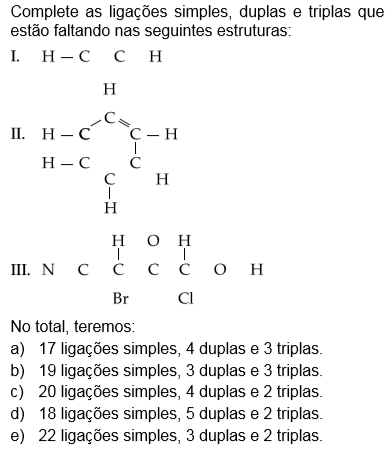 Complete as ligações simples, duplas e triplas que
estão faltando nas seguintes estruturas:
I. H – C C H
H
C
II. H – C C – H
H – C C
C H
H
H O H
III. N C C C C O H
Br Cl
No total, teremos:
a) 17 ligações simples, 4 duplas e 3 triplas.
b) 19 ligações simples, 3 duplas e 3 triplas.
c) 20 ligações simples, 4 duplas e 2 triplas.
d) 18 ligações simples, 5 duplas e 2 triplas.
e) 22 ligações simples, 3 duplas e 2 triplas.